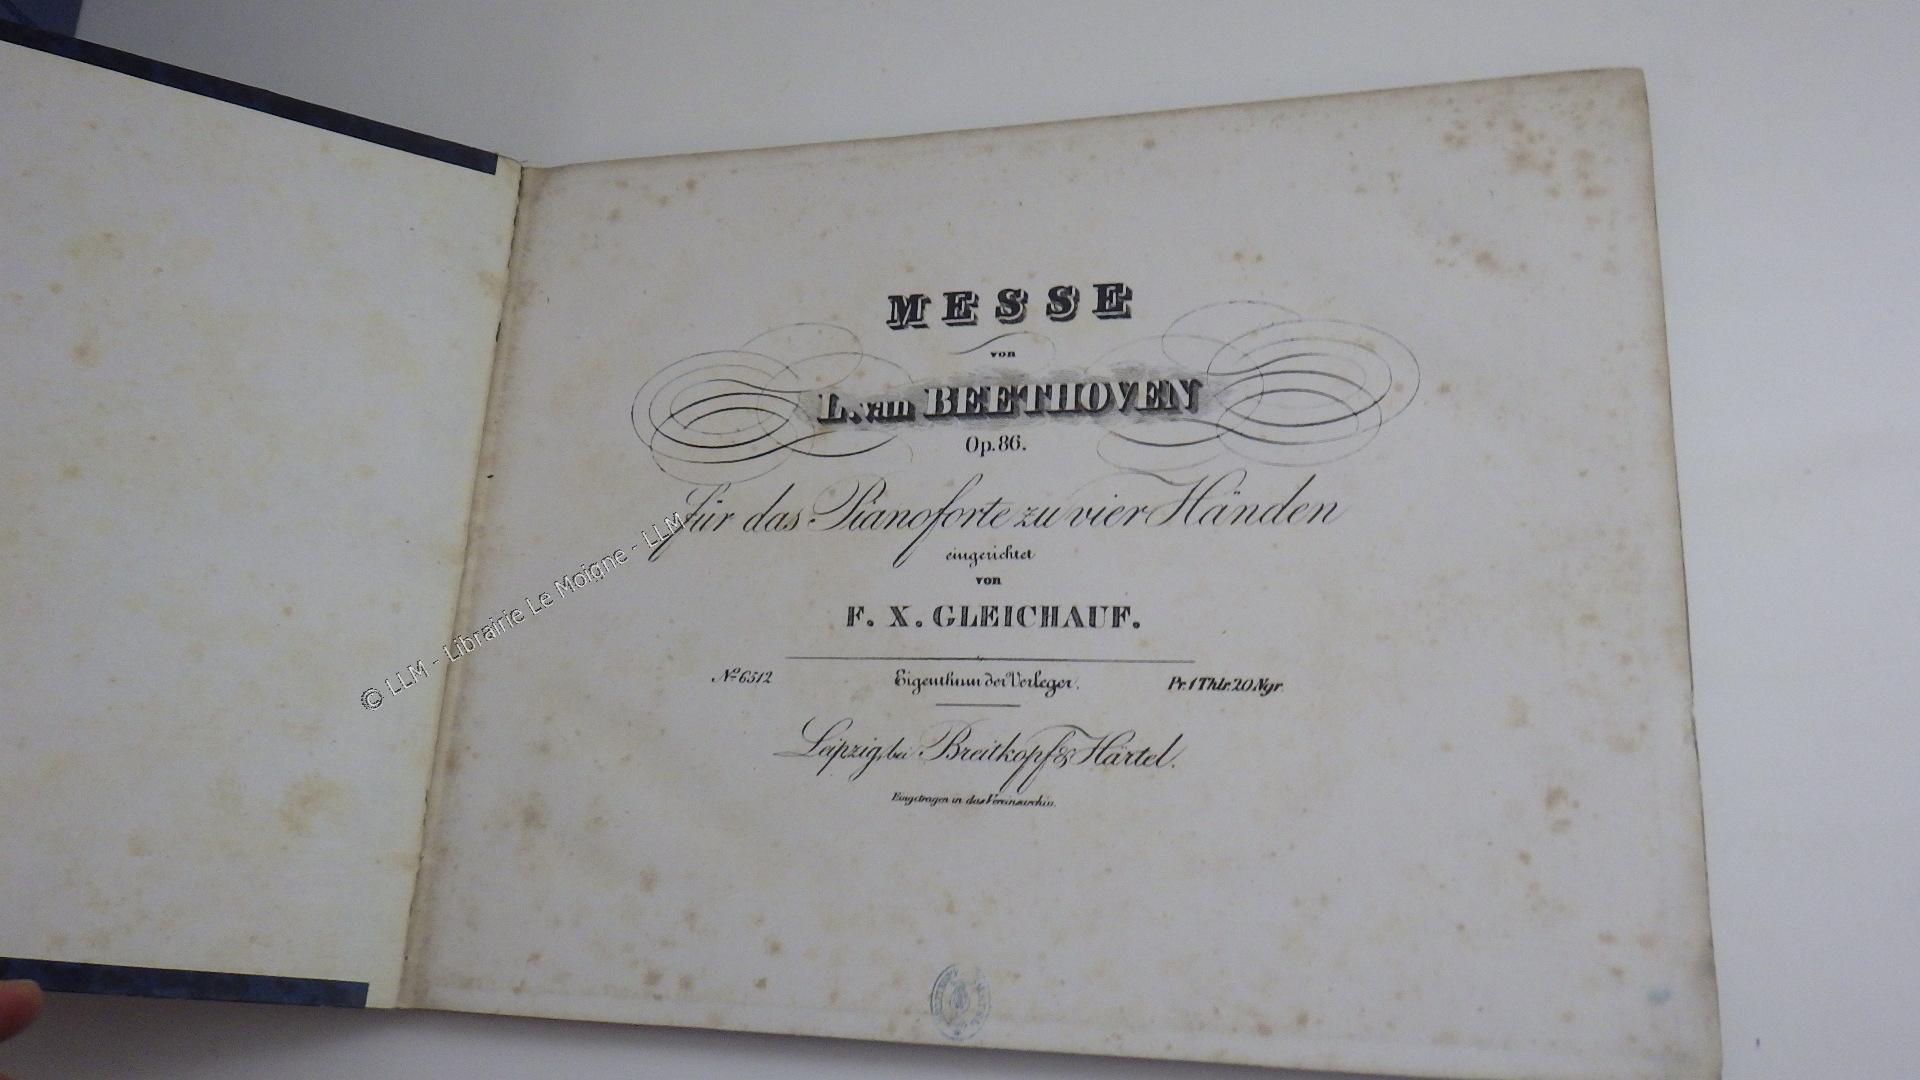 MESSE
von
L. van BEETHOVEN
Op. 86.
für das Pianoforte zu vier Händen
eingerichtet
von
F. X. GLEICHAUF.
No. 6512 Eigenthum der Verleger. Pr. 1 Thlr. 20 Ngr.
Leipzig, bei Breitkopf & Härtel.
Eingetragen in das Vereinsarchiv.
© LLM - Librairie Le Moigne - LLM